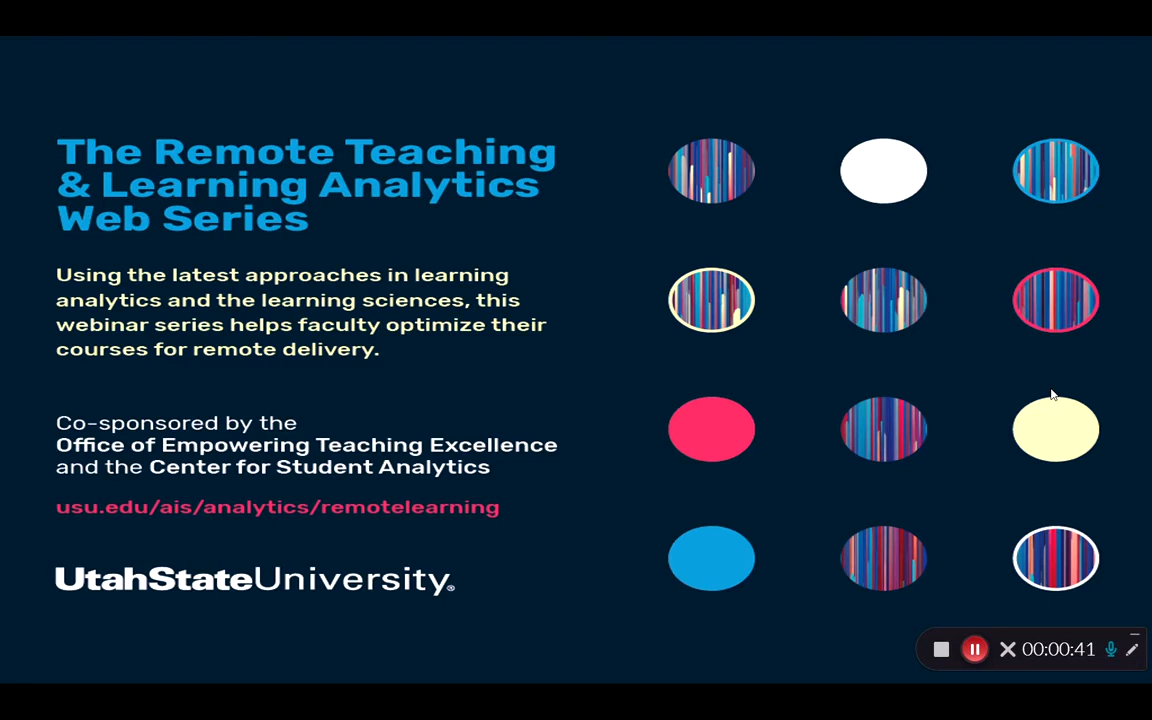 The Remote Teaching
& Learning Analytics
Web Series
Using the latest approaches in learning
analytics and the learning sciences, this
webinar series helps faculty optimize their
courses for remote delivery.
Co-sponsored by the
Office of Empowering Teaching Excellence
and the Center for Student Analytics
usu.edu/ais/analytics/remotelearning
UtahStateUniversity®
00:00:41